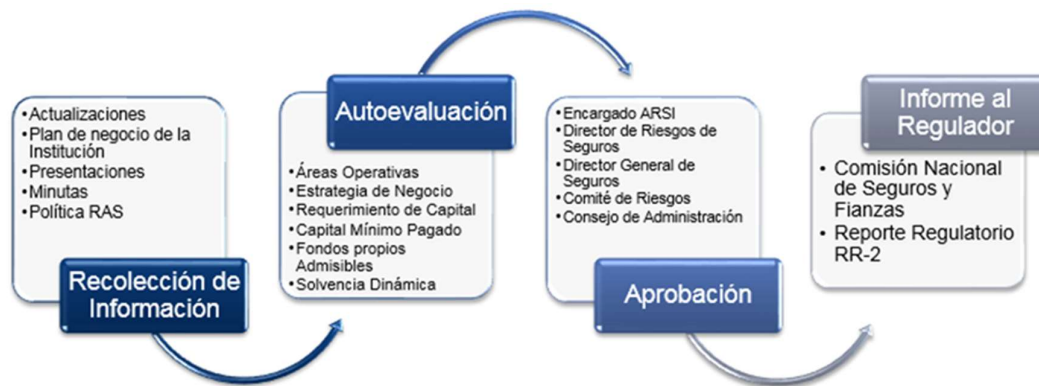 •Actualizaciones
•Plan de negocio de la
Institución
•Presentaciones
•Minutas
•Política RAS
Recolección de
Información
Autoevaluación
•Áreas Operativas
•Estrategia de Negocio
•Requerimiento de Capital
•Capital Mínimo Pagado
•Fondos propios
Admisibles
•Solvencia Dinámica
•Encargado ARSI
•Director de Riesgos de
Seguros
•Director General de
Seguros
•Comité de Riesgos
•Consejo de Administración
Aprobación
Informe al
Regulador
• Comisión Nacional
de Seguros y
Fianzas
• Reporte Regulatorio
RR-2